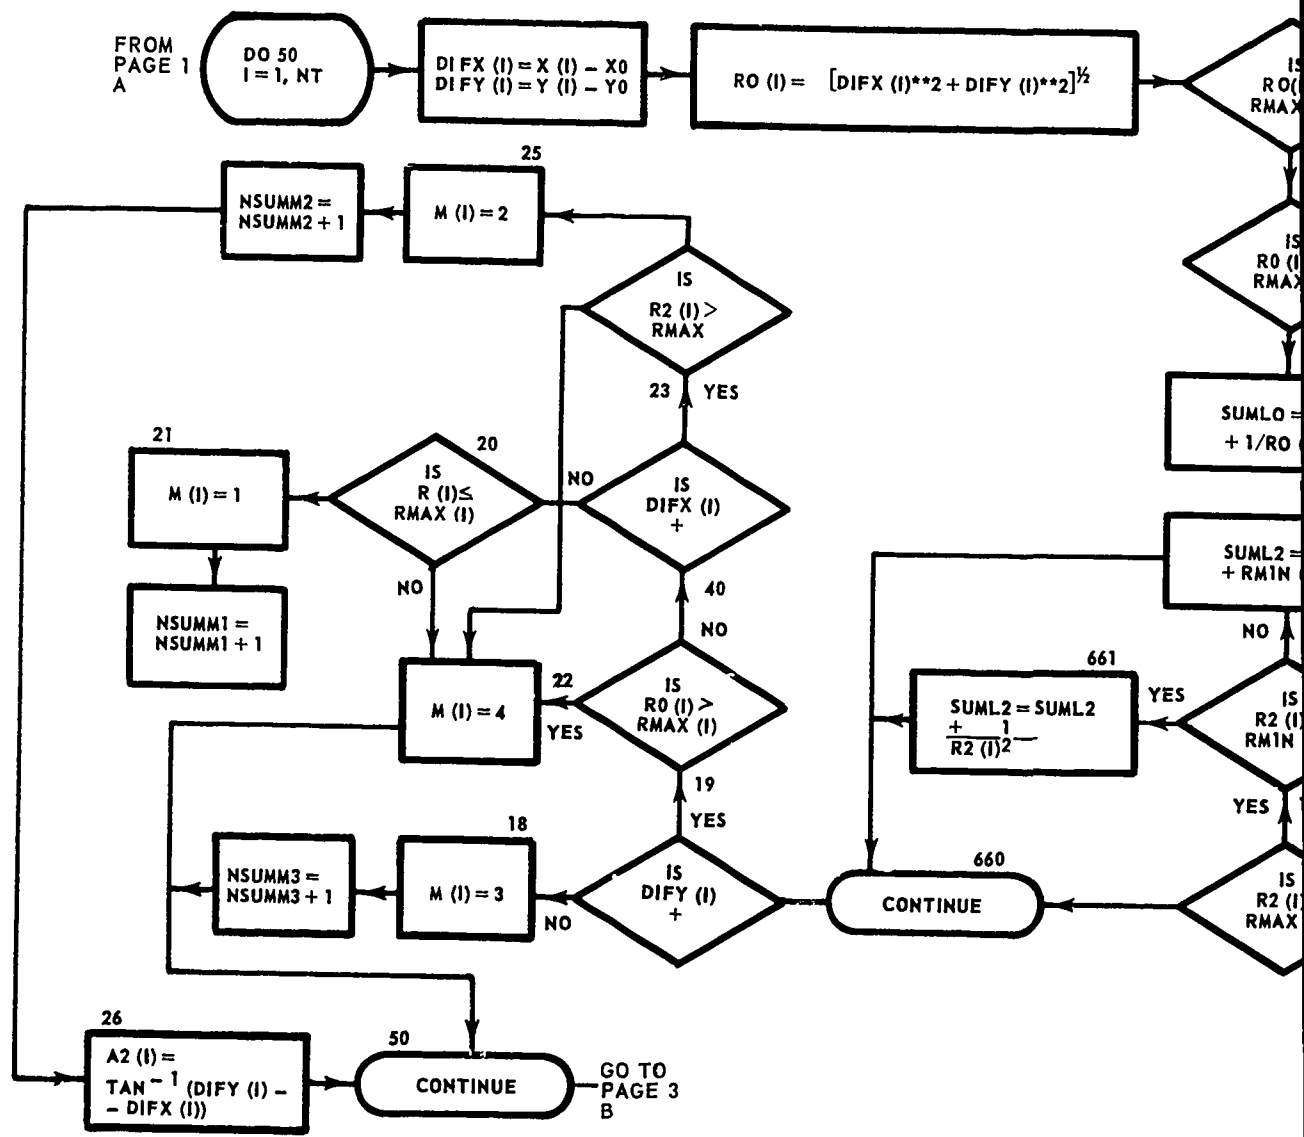 FROM
PAGE 1
A
DO 50
I = 1, NT
DIFX (I) = X (I) – X0
DIFY (I) = Y (I) – Y0
RO (I) = [DIFX (I)**2 + DIFY (I)**2]½
IS
RO(I
RMAX
25
NSUMM2 =
NSUMM2 + 1
M (I) = 2
IS
R2 (I) >
RMAX
IS
R0 (I
RMAX
23 YES
21
M (I) = 1
20
IS
R (I) ≤
RMAX (I)
NO
IS
DIFX (I)
+
SUMLO =
+ 1/RO (
NO
40
NO
NSUMM1 =
NSUMM1 + 1
SUML2 =
+ RM1N
NO
M (I) = 4
22
YES
IS
R0 (I) >
RMAX (I)
661
SUML2 = SUML2
+ 1
R2 (I)2 —
YES
IS
R2 (I)
RM1N
19
YES
YES
18
NSUMM3 =
NSUMM3 + 1
M (I) = 3
NO
IS
DIFY (I)
+
660
CONTINUE
IS
R2 (I)
RMAX
26
A2 (I) =
TAN–1 (DIFY (I) –
– DIFX (I))
50
CONTINUE
GO TO
PAGE 3
B